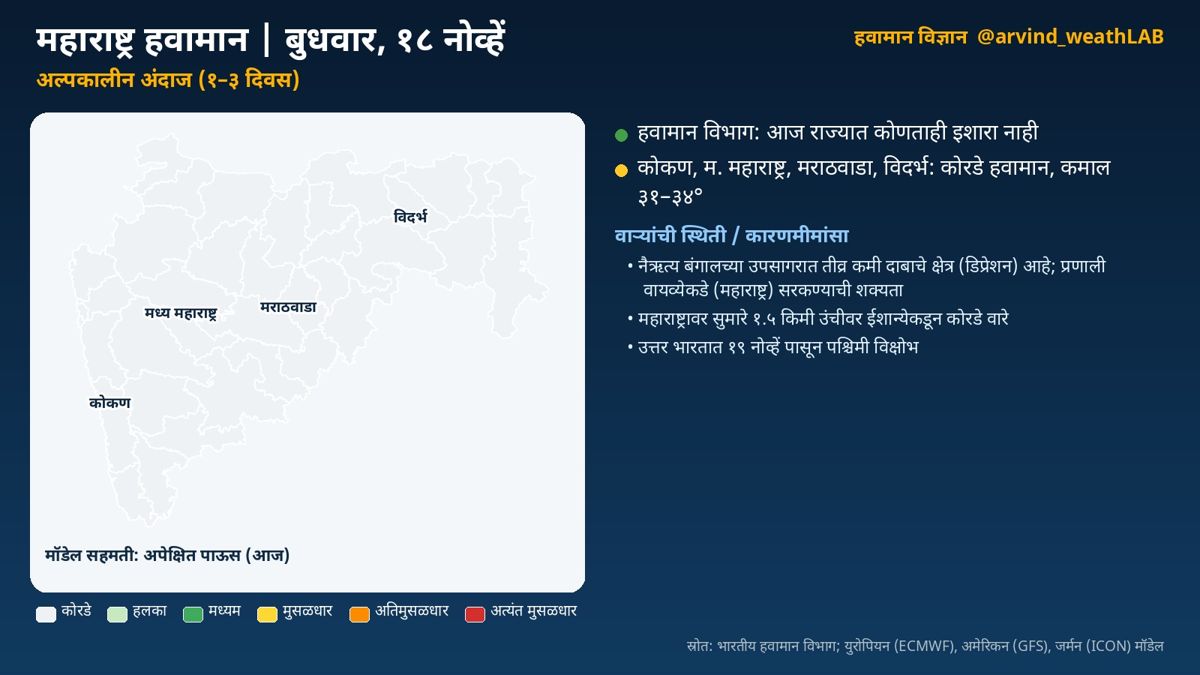 महाराष्ट्र हवामान | बुधवार, १८ नोव्हें
हवामान विज्ञान @arvind_weathLAB
अल्पकालीन अंदाज (१–३ दिवस)
विदर्भ
मध्य महाराष्ट्र
मराठवाडा
कोकण
मॉडेल सहमती: अपेक्षित पाऊस (आज)
कोरडे हलका मध्यम मुसळधार अतिमुसळधार अत्यंत मुसळधार
हवामान विभाग: आज राज्यात कोणताही इशारा नाही
कोकण, म. महाराष्ट्र, मराठवाडा, विदर्भ: कोरडे हवामान, कमाल
३१–३४°
वाऱ्यांची स्थिती / कारणमीमांसा
• नैऋत्य बंगालच्या उपसागरात तीव्र कमी दाबाचे क्षेत्र (डिप्रेशन) आहे; प्रणाली
वायव्येकडे (महाराष्ट्र) सरकण्याची शक्यता
• महाराष्ट्रावर सुमारे १.५ किमी उंचीवर ईशान्येकडून कोरडे वारे
• उत्तर भारतात १९ नोव्हें पासून पश्चिमी विक्षोभ
स्रोत: भारतीय हवामान विभाग; युरोपियन (ECMWF), अमेरिकन (GFS), जर्मन (ICON) मॉडेल